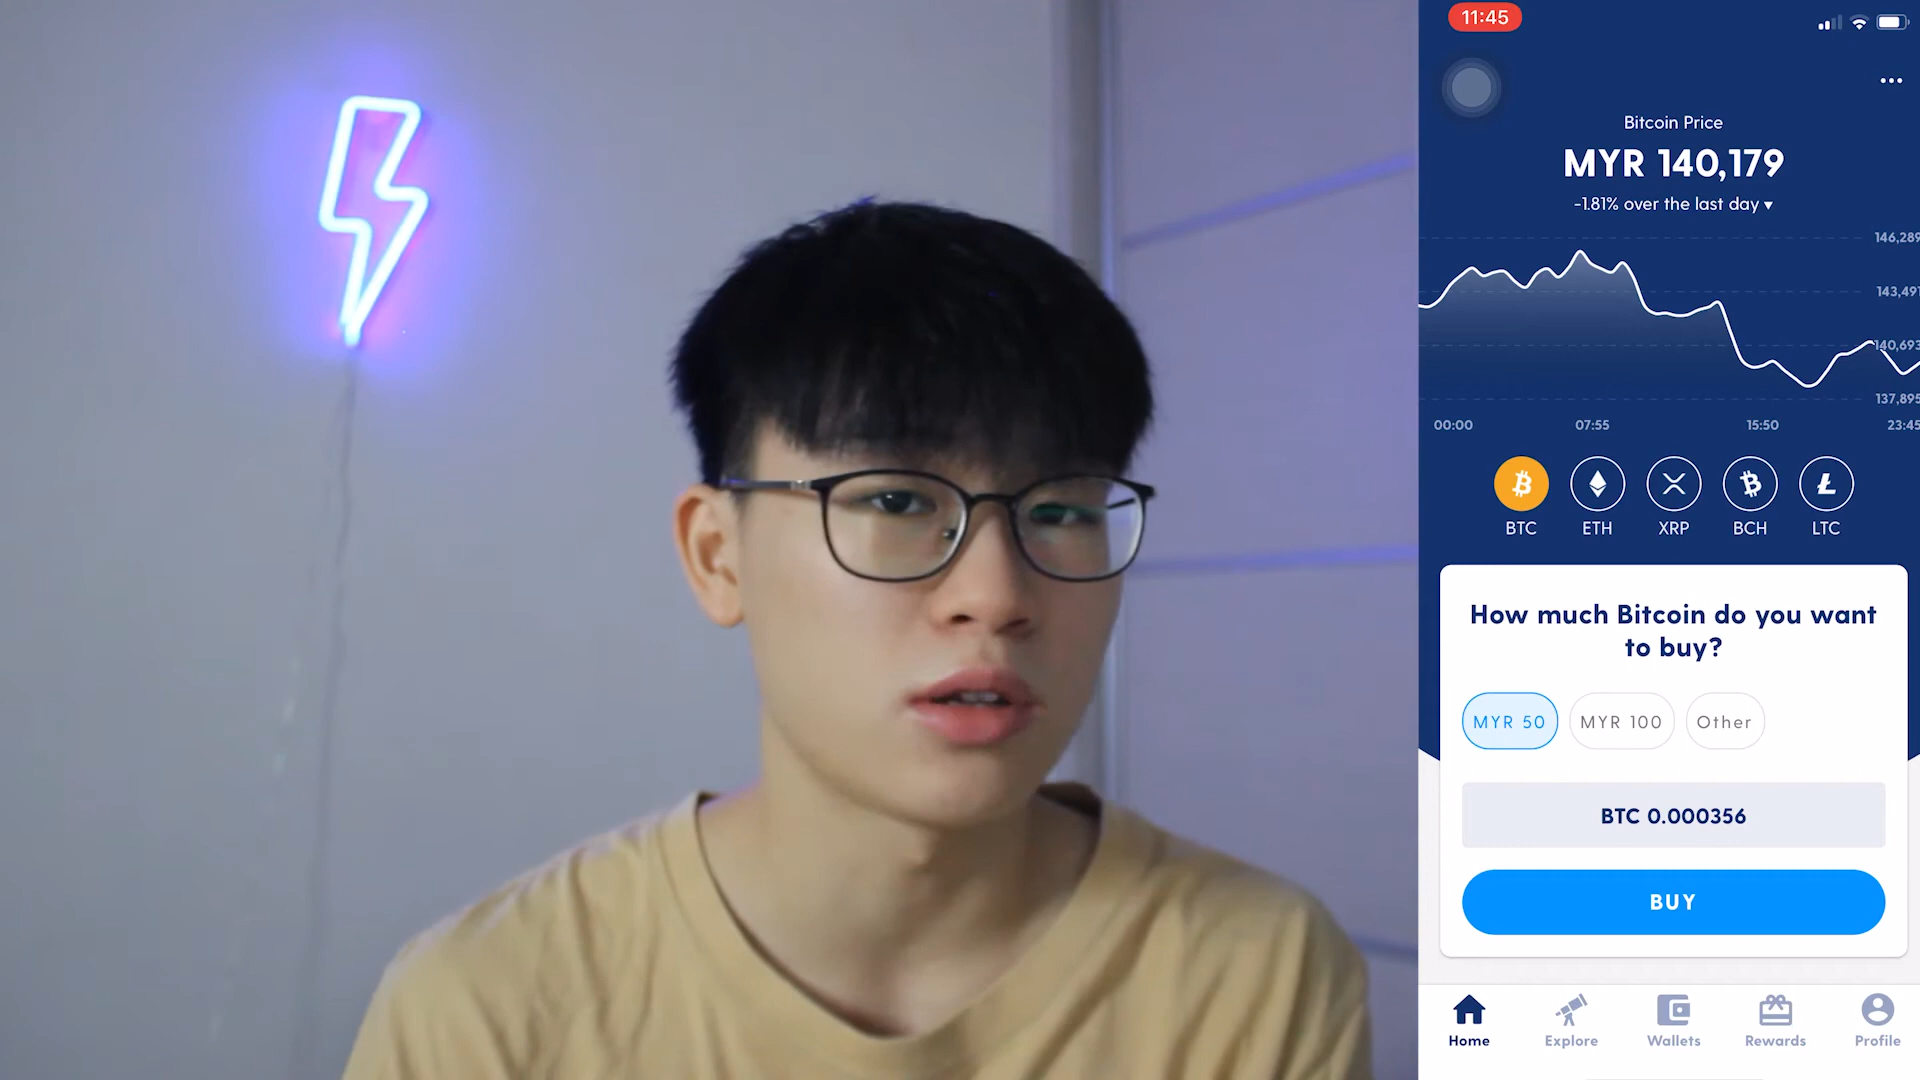 11:45
Bitcoin Price
MYR 140,179
-1.81% over the last day
146,289
143,491
140,693
137,895
00:00 07:55 15:50 23:45
BTC ETH XRP BCH LTC
How much Bitcoin do you want
to buy?
MYR 50 MYR 100 Other
BTC 0.000356
BUY
Home Explore Wallets Rewards Profile